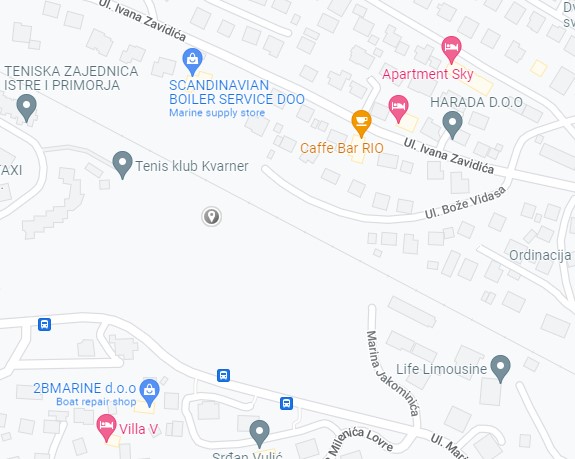 Ul. Ivana Zavidića
Apartment Sky
TENISKA ZAJEDNICA
ISTRE I PRIMORJA
SCANDINAVIAN
BOILER SERVICE DOO
Marine supply store
HARADA D.O.O
Caffe Bar RIO
Ul. Ivana Zavidića
Tenis klub Kvarner
TAXI
Ul. Bože Vidasa
Ordinacija
Marina Jakominića
Life Limousine
2BMARINE d.o.o
Boat repair shop
Villa V
Srđan Vulić
Milenića Lovre
Ul. Mari